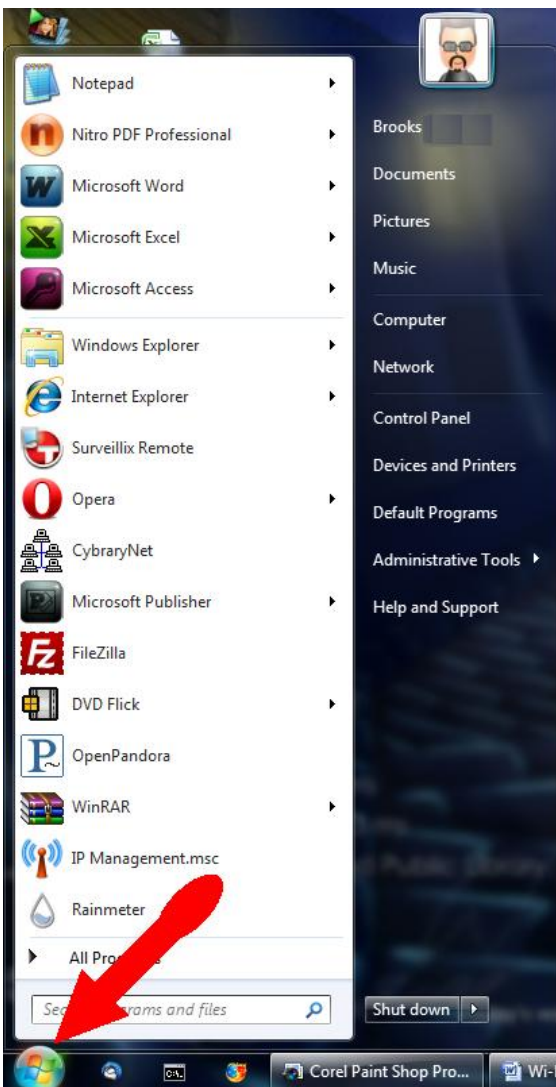 Notepad
Nitro PDF Professional
Microsoft Word
Microsoft Excel
Microsoft Access
Windows Explorer
Internet Explorer
Surveillix Remote
Opera
CybraryNet
Microsoft Publisher
FileZilla
DVD Flick
OpenPandora
WinRAR
IP Management.msc
Rainmeter
All
and files
Brooks
Documents
Pictures
Music
Computer
Network
Control Panel
Devices and Printers
Default Programs
Administrative Tools
Help and Support
Public Library
Shut down
Corel Paint Shop Pro...
Wi-